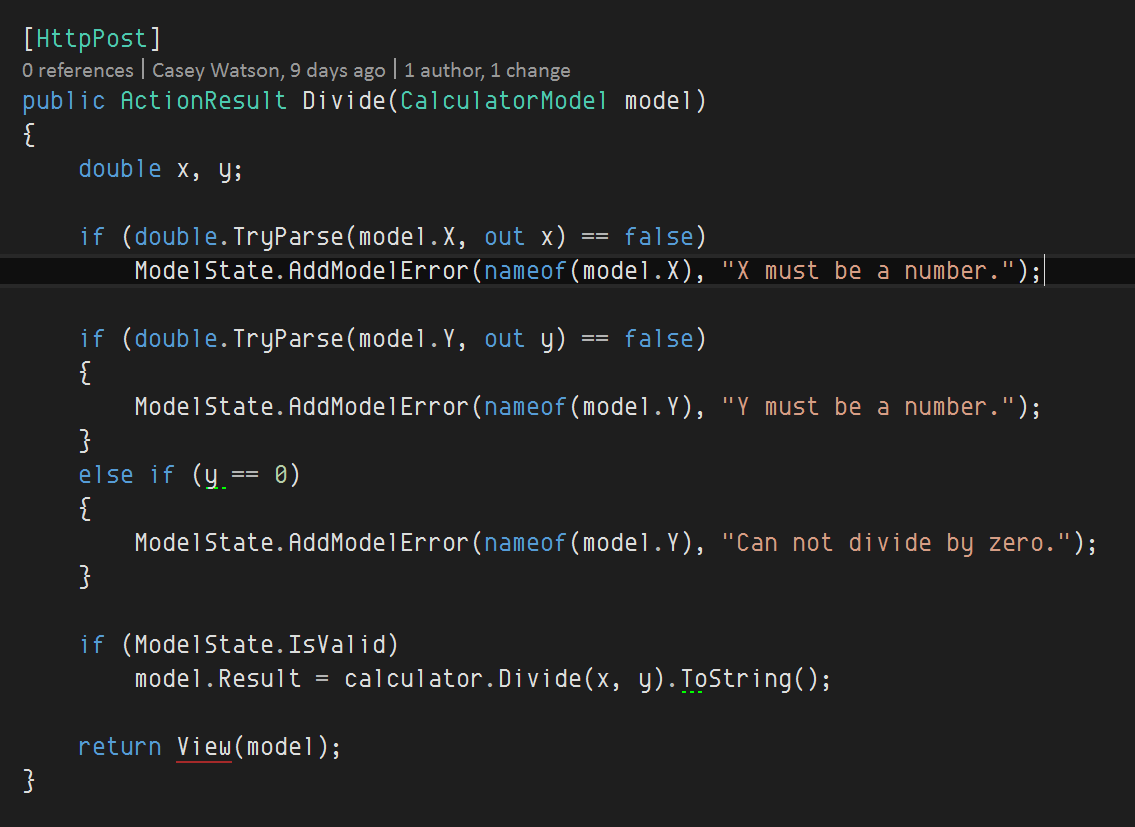 [HttpPost]
0 references | Casey Watson, 9 days ago | 1 author, 1 change
public ActionResult Divide(CalculatorModel model)
{
    double x, y;

    if (double.TryParse(model.X, out x) == false)
        ModelState.AddModelError(nameof(model.X), "X must be a number.");

    if (double.TryParse(model.Y, out y) == false)
    {
        ModelState.AddModelError(nameof(model.Y), "Y must be a number.");
    }
    else if (y == 0)
    {
        ModelState.AddModelError(nameof(model.Y), "Can not divide by zero.");
    }

    if (ModelState.IsValid)
        model.Result = calculator.Divide(x, y).ToString();

    return View(model);
}